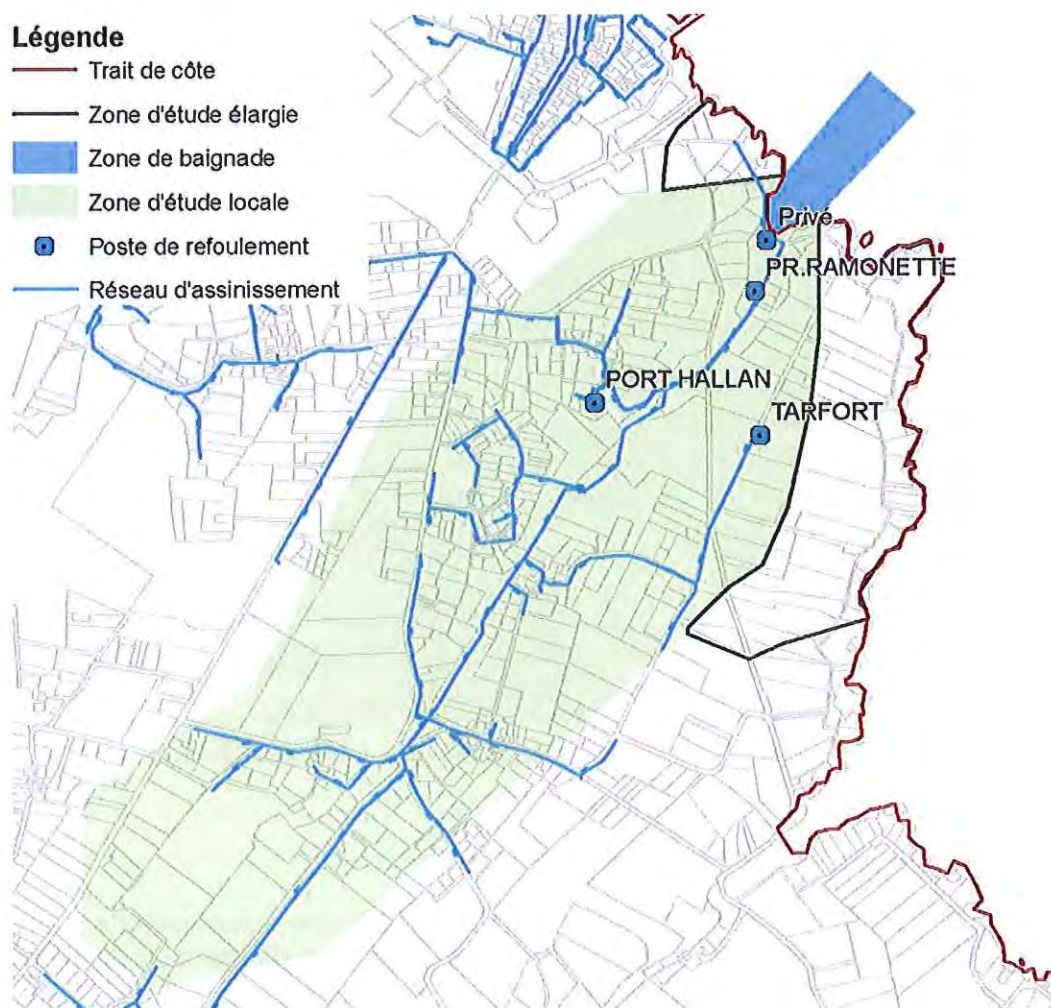 Légende
Trait de côte
Zone d'étude élargie
Zone de baignade
Zone d'étude locale
Poste de refoulement
Réseau d'assinissement
Privé
PR.RAMONETTE
PORT HALLAN
TARFORT